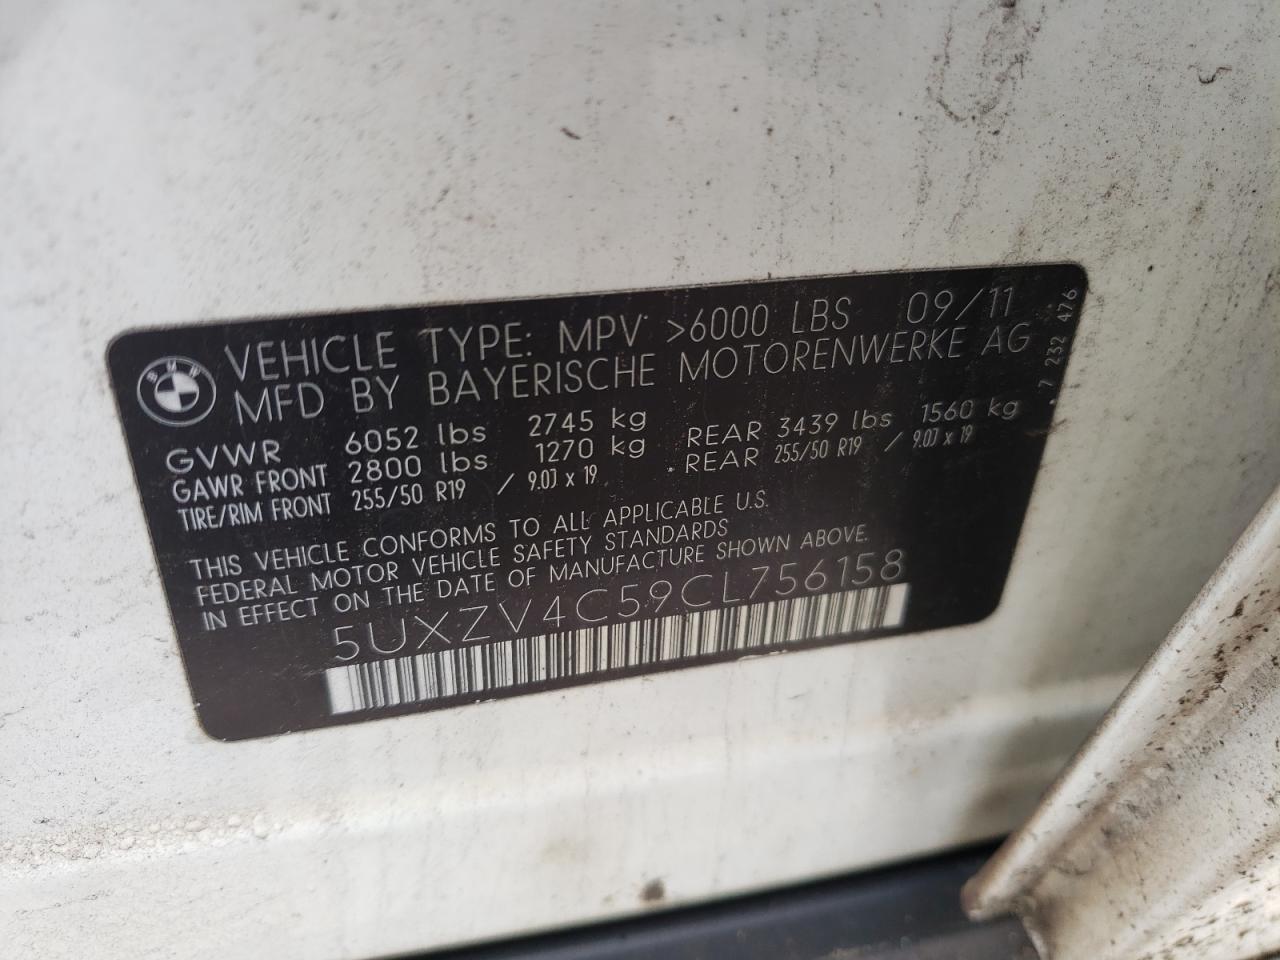 BMW
VEHICLE TYPE: MPV >6000 LBS 09/11
MFD BY BAYERISCHE MOTORENWERKE AG
7 232 476
GVWR 6052 lbs 2745 kg
GAWR FRONT 2800 lbs 1270 kg REAR 3439 lbs 1560 kg
TIRE/RIM FRONT 255/50 R19 / 9.0J x 19 REAR 255/50 R19 / 9.0J x 19
THIS VEHICLE CONFORMS TO ALL APPLICABLE U.S.
FEDERAL MOTOR VEHICLE SAFETY STANDARDS
IN EFFECT ON THE DATE OF MANUFACTURE SHOWN ABOVE.
5UXZV4C59CL756158